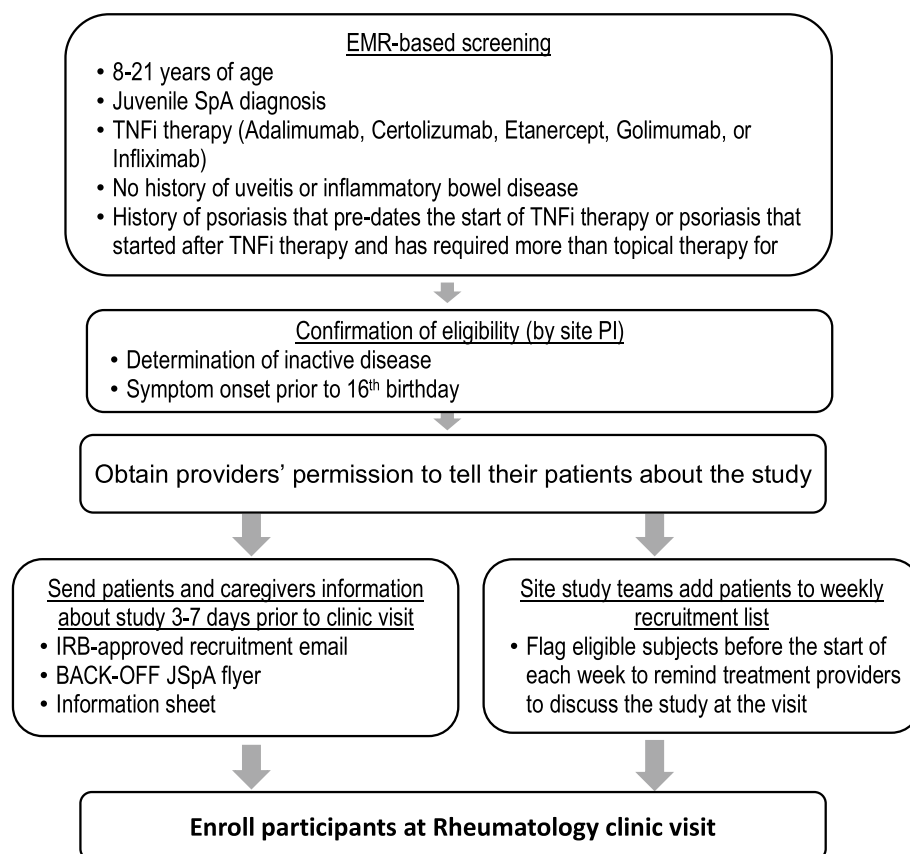 EMR-based screening
• 8-21 years of age
• Juvenile SpA diagnosis
• TNFi therapy (Adalimumab, Certolizumab, Etanercept, Golimumab, or
Infliximab)
• No history of uveitis or inflammatory bowel disease
• History of psoriasis that pre-dates the start of TNFi therapy or psoriasis that
started after TNFi therapy and has required more than topical therapy for
Confirmation of eligibility (by site PI)
• Determination of inactive disease
• Symptom onset prior to 16th birthday
Obtain providers' permission to tell their patients about the study
Send patients and caregivers information
about study 3-7 days prior to clinic visit
• IRB-approved recruitment email
• BACK-OFF JSpA flyer
• Information sheet
Site study teams add patients to weekly
recruitment list
• Flag eligible subjects before the start of
each week to remind treatment providers
to discuss the study at the visit
Enroll participants at Rheumatology clinic visit